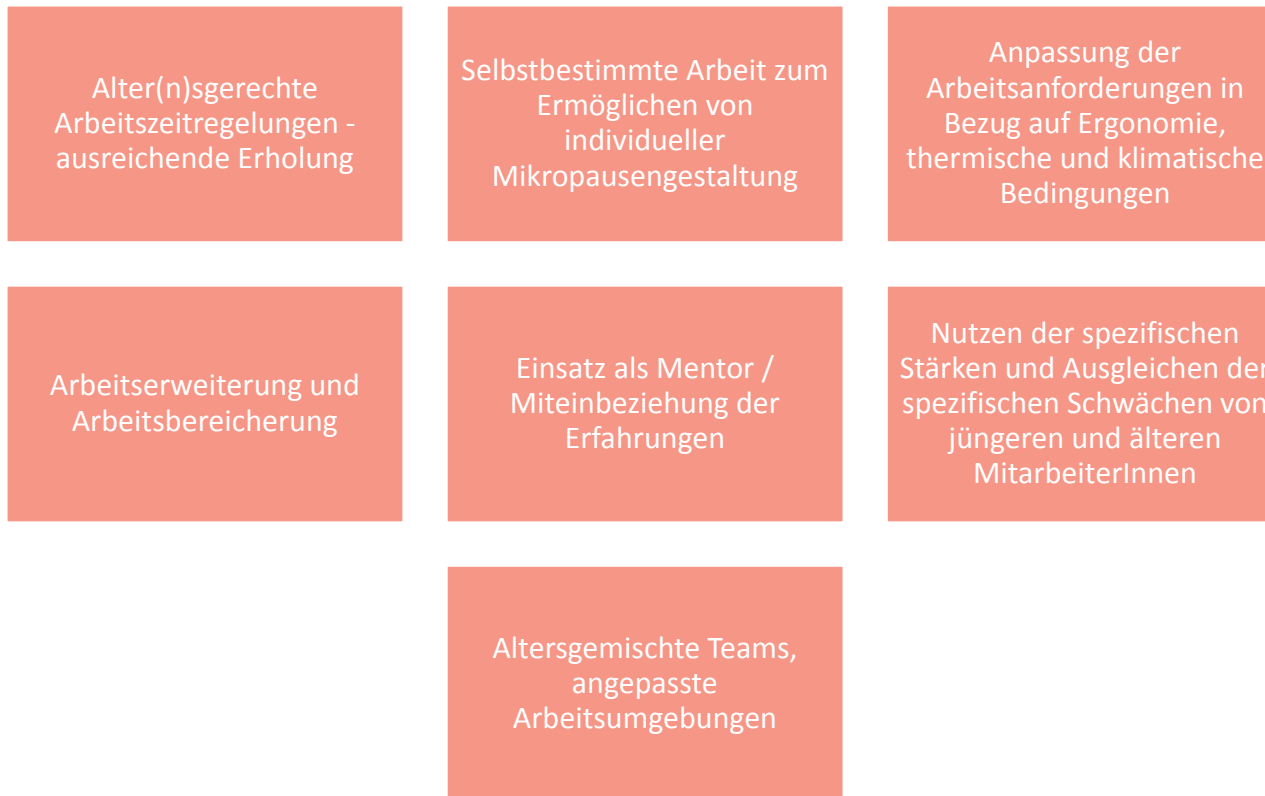 Alter(n)sgerechte
Arbeitszeitregelungen -
ausreichende Erholung
Selbstbestimmte Arbeit zum
Ermöglichen von
individueller
Mikropausengestaltung
Anpassung der
Arbeitsanforderungen in
Bezug auf Ergonomie,
thermische und klimatische
Bedingungen
Arbeitserweiterung und
Arbeitsbereicherung
Einsatz als Mentor /
Miteinbeziehung der
Erfahrungen
Nutzen der spezifischen
Stärken und Ausgleichen der
spezifischen Schwächen von
jüngeren und älteren
MitarbeiterInnen
Altersgemischte Teams,
angepasste
Arbeitsumgebungen